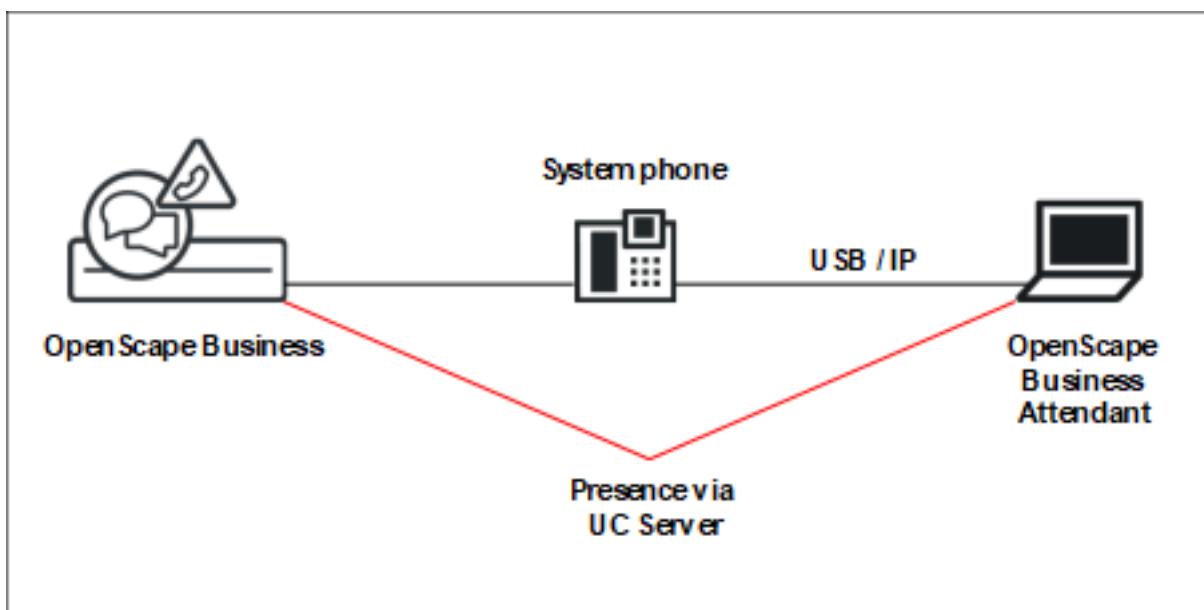 System phone
USB / IP
OpenScape Business
OpenScape
Business
Attendant
Presence via
UC Server